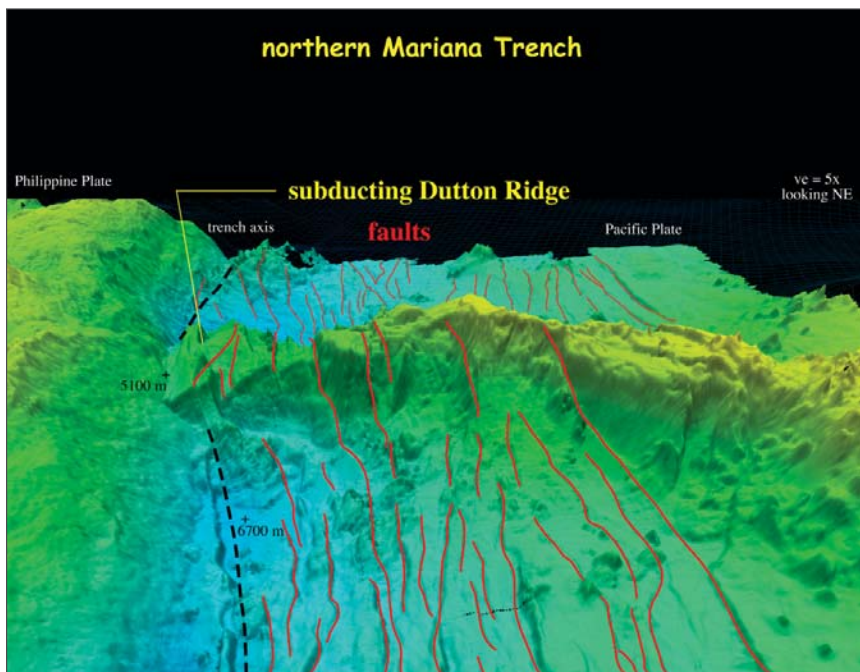 northern Mariana Trench
Philippine Plate
ve = 5x
looking NE
subducting Dutton Ridge
trench axis
faults
Pacific Plate
5100 m
6700 m